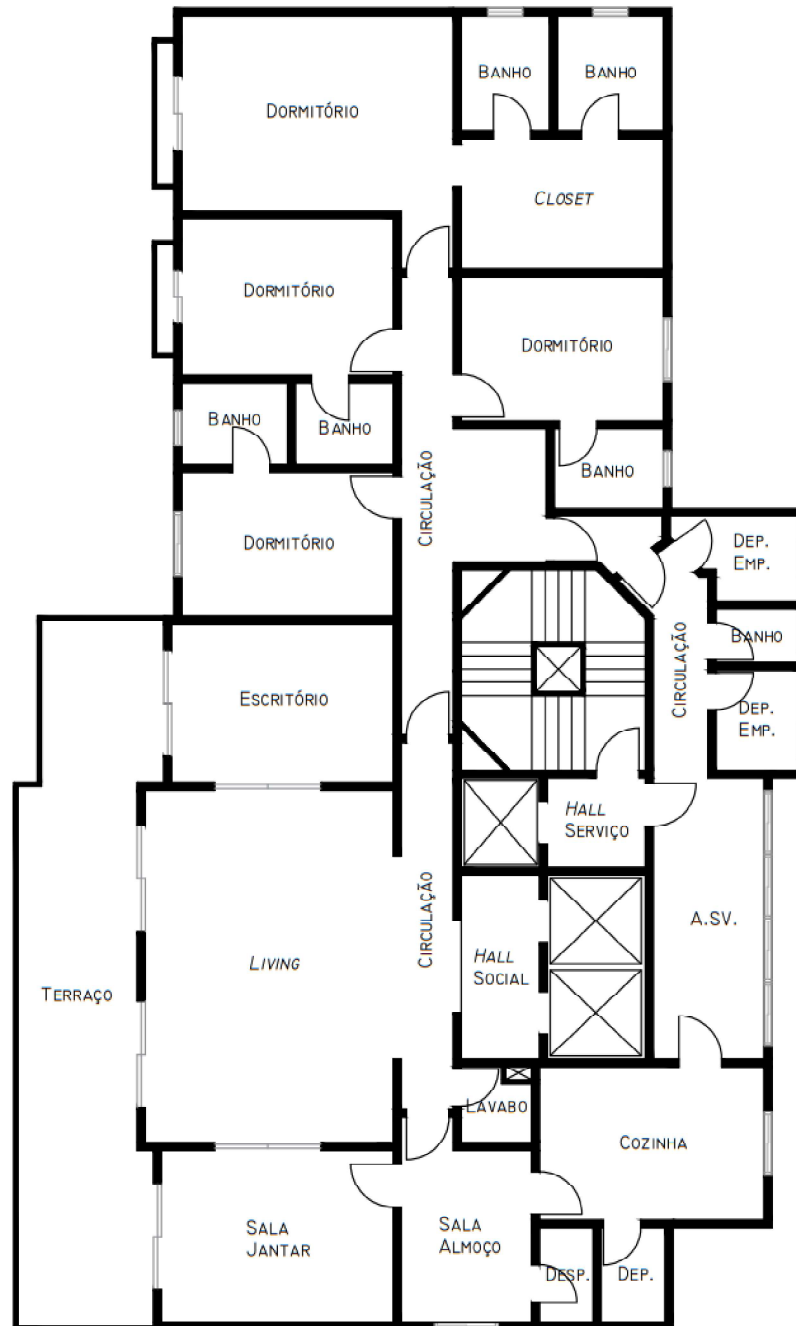 BANHO
BANHO
DORMITÓRIO
CLOSET
DORMITÓRIO
DORMITÓRIO
BANHO
BANHO
BANHO
CIRCULAÇÃO
DORMITÓRIO
DEP.
EMP.
BANHO
CIRCULAÇÃO
ESCRITÓRIO
DEP.
EMP.
HALL
SERVIÇO
CIRCULAÇÃO
A.SV.
LIVING
HALL
SOCIAL
TERRAÇO
LAVABO
COZINHA
SALA
JANTAR
SALA
ALMOÇO
DESP.
DEP.